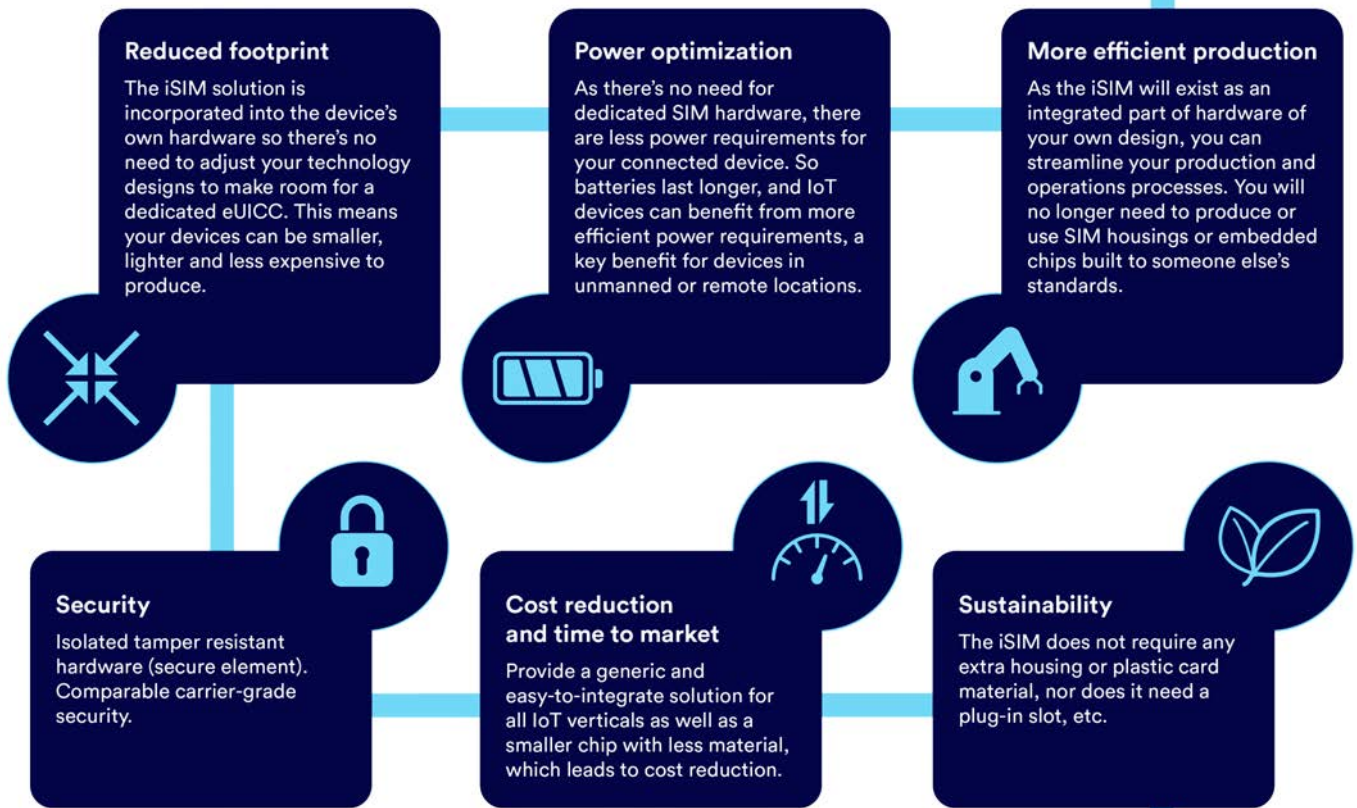 Reduced footprint
The iSIM solution is
incorporated into the device’s
own hardware so there’s no
need to adjust your technology
designs to make room for a
dedicated eUICC. This means
your devices can be smaller,
lighter and less expensive to
produce.
Power optimization
As there’s no need for
dedicated SIM hardware, there
are less power requirements for
your connected device. So
batteries last longer, and IoT
devices can benefit from more
efficient power requirements, a
key benefit for devices in
unmanned or remote locations.
More efficient production
As the iSIM will exist as an
integrated part of hardware of
your own design, you can
streamline your production and
operations processes. You will
no longer need to produce or
use SIM housings or embedded
chips built to someone else’s
standards.
Security
Isolated tamper resistant
hardware (secure element).
Comparable carrier-grade
security.
Cost reduction
and time to market
Provide a generic and
easy-to-integrate solution for
all IoT verticals as well as a
smaller chip with less material,
which leads to cost reduction.
Sustainability
The iSIM does not require any
extra housing or plastic card
material, nor does it need a
plug-in slot, etc.